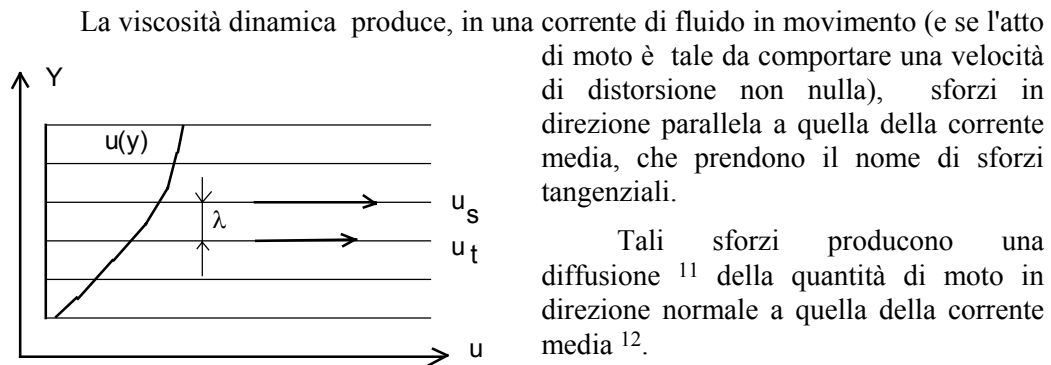 La viscosità dinamica produce, in una corrente di fluido in movimento (e se l'atto
di moto è tale da comportare una velocità
di distorsione non nulla), sforzi in
direzione parallela a quella della corrente
media, che prendono il nome di sforzi
tangenziali.
Tali sforzi producono una
diffusione 11 della quantità di moto in
direzione normale a quella della corrente
media 12.
Y
u(y)
λ
u s
u t
u